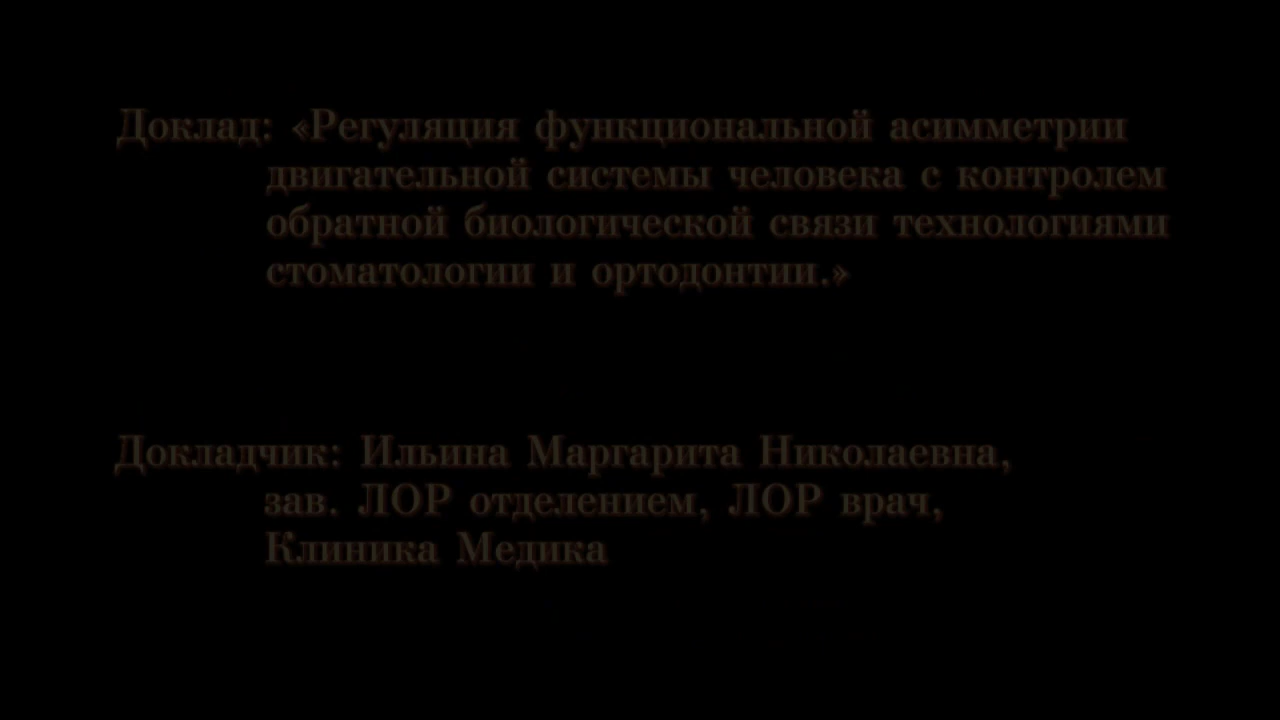 Доклад: «Регуляция функциональной асимметрии
двигательной системы человека с контролем
обратной биологической связи технологиями
стоматологии и ортодонтии.»
Докладчик: Ильина Маргарита Николаевна,
зав. ЛОР отделением, ЛОР врач,
Клиника Медика